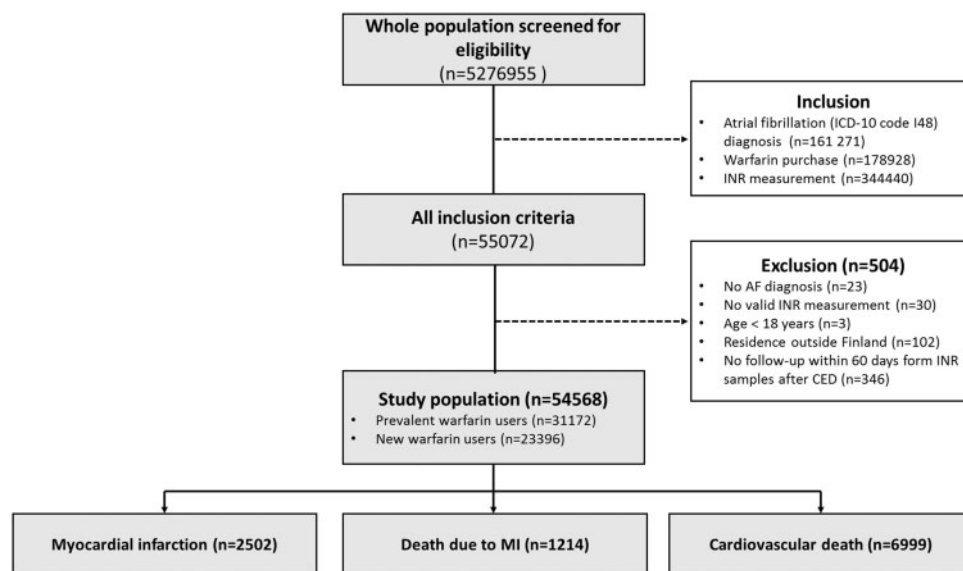 Whole population screened for
eligibility
(n=5276955 )
Inclusion
• Atrial fibrillation (ICD-10 code I48)
diagnosis (n=161 271)
• Warfarin purchase (n=178928)
• INR measurement (n=344440)
All inclusion criteria
(n=55072)
Exclusion (n=504)
• No AF diagnosis (n=23)
• No valid INR measurement (n=30)
• Age < 18 years (n=3)
• Residence outside Finland (n=102)
• No follow-up within 60 days form INR
samples after CED (n=346)
Study population (n=54568)
• Prevalent warfarin users (n=31172)
• New warfarin users (n=23396)
Myocardial infarction (n=2502)
Death due to MI (n=1214)
Cardiovascular death (n=6999)